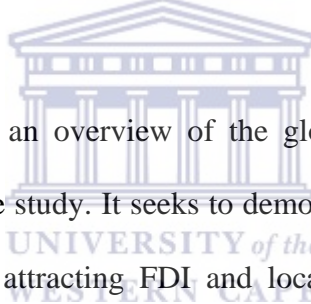 an overview of the glo
e study. It seeks to demo
UNIVERSITY of the
attracting FDI and loca
WESTERN CAPE